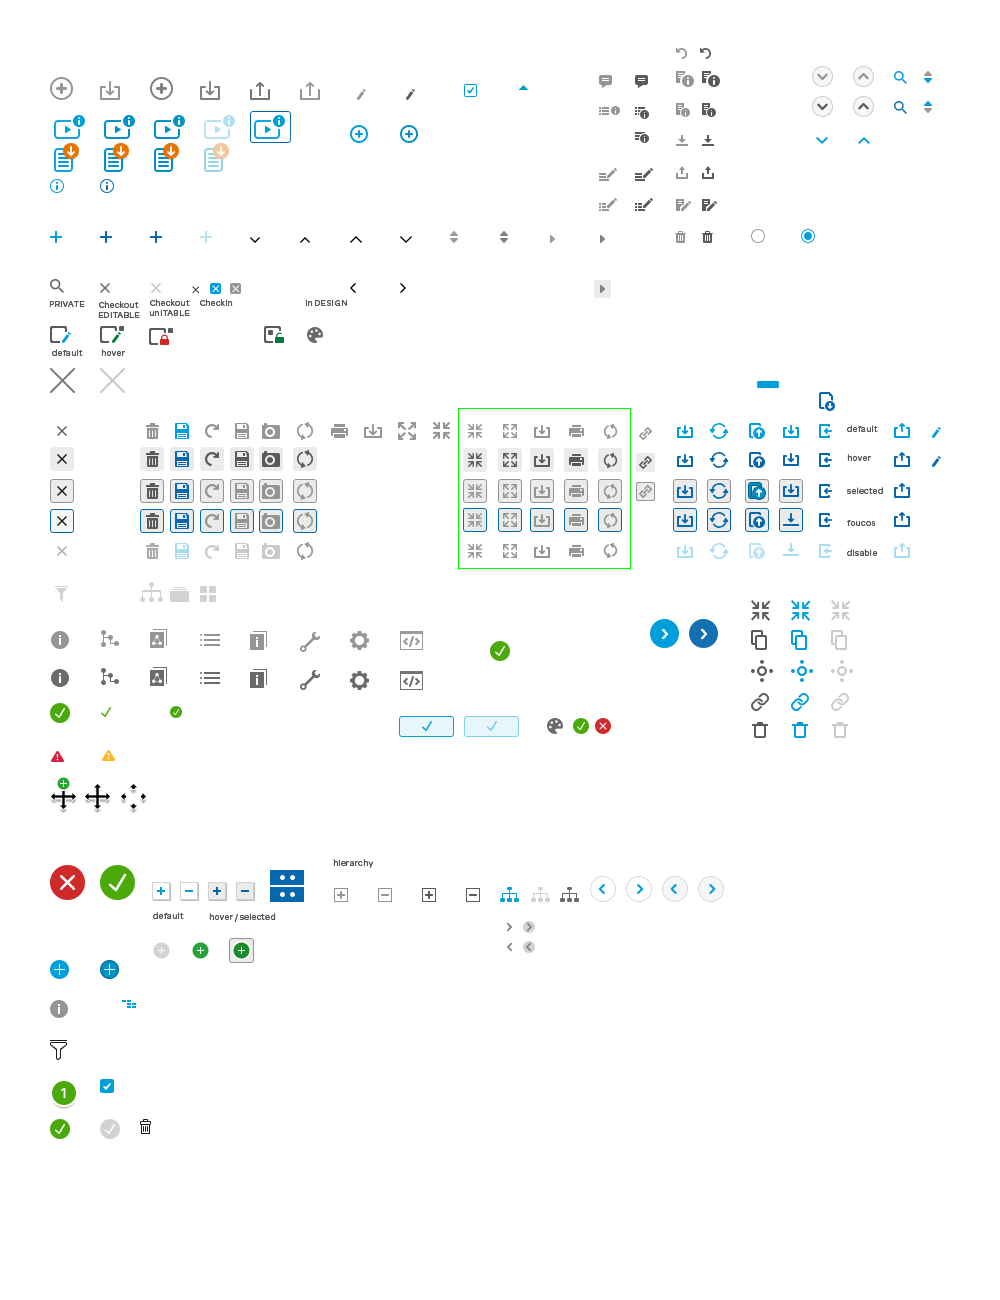 PRIVATE
Checkout
EDITABLE
Checkout
unITABLE
CheckIn
In DESIGN
default
hover
default
hover
selected
foucos
disable
hierarchy
default
hover / selected
1